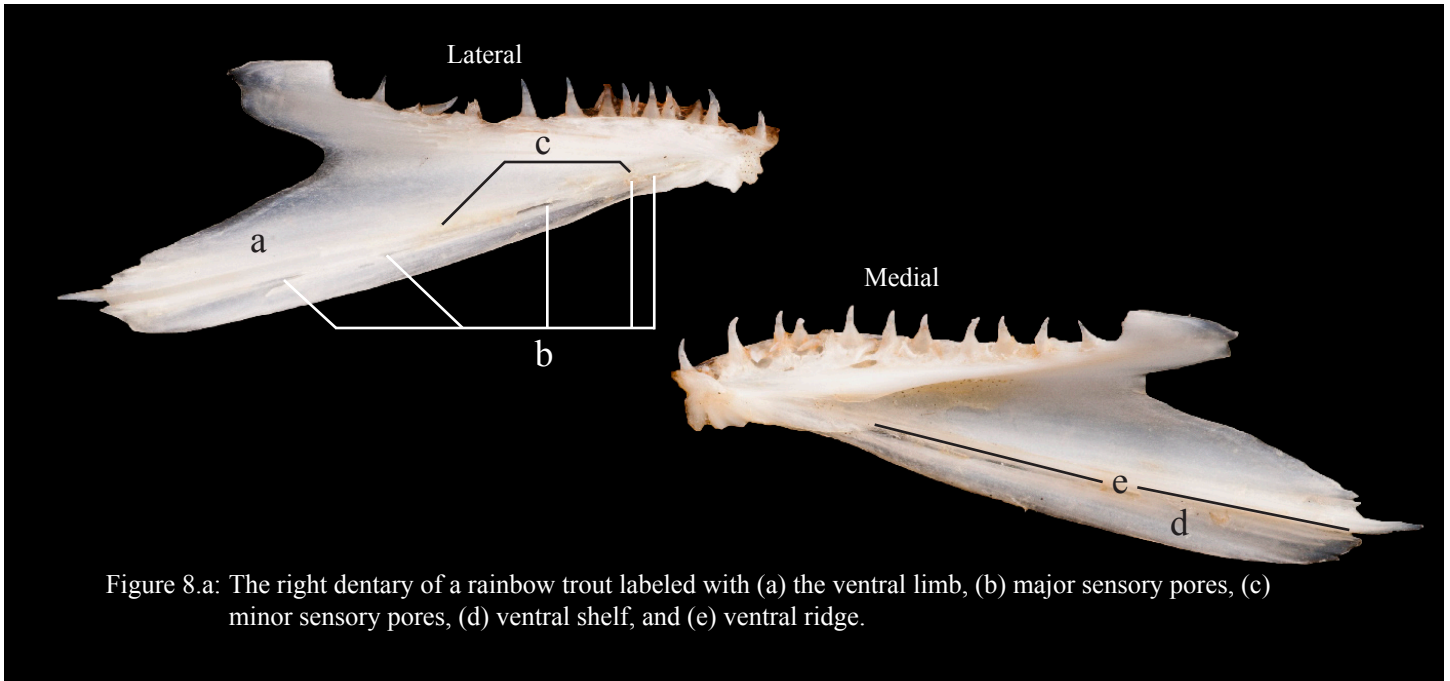 Lateral
c
a
b
Medial
e
d
Figure 8.a: The right dentary of a rainbow trout labeled with (a) the ventral limb, (b) major sensory pores, (c)
minor sensory pores, (d) ventral shelf, and (e) ventral ridge.